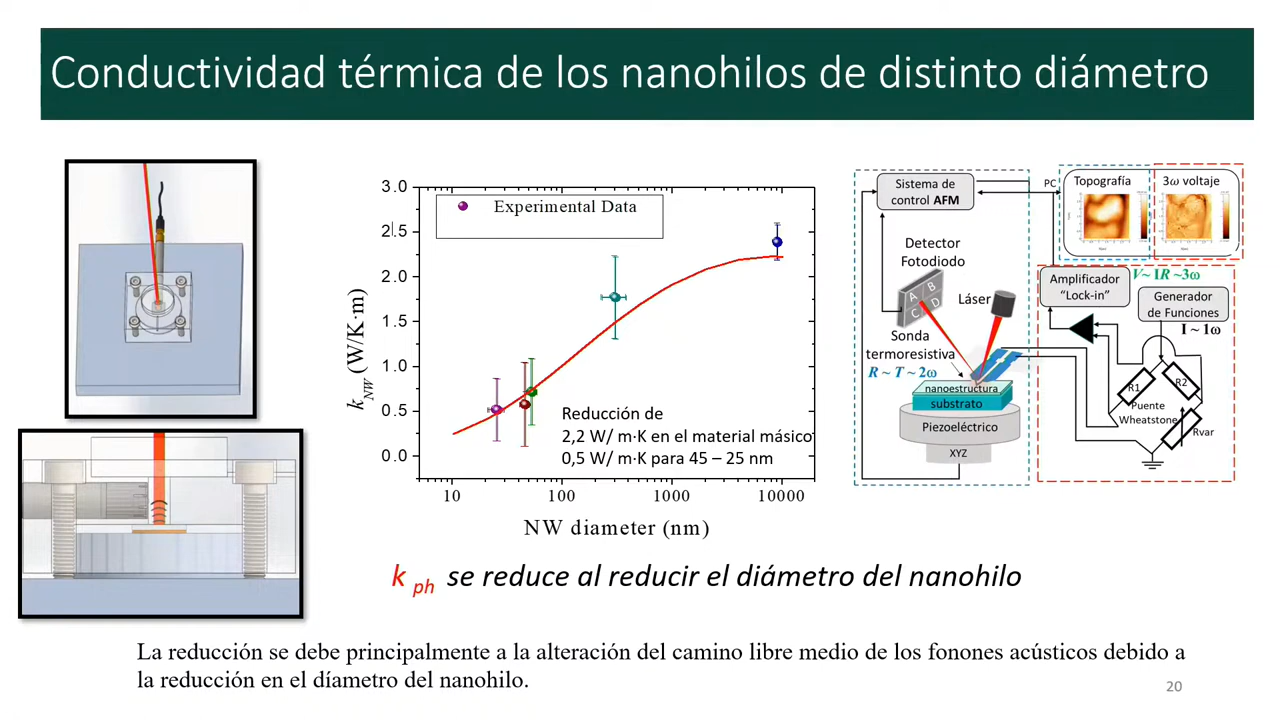 Conductividad térmica de los nanohilos de distinto diámetro
3.0
2.5
2.0
1.5
1.0
0.5
0.0
k_NW (W/K·m)
Experimental Data
Reducción de
2,2 W/ m·K en el material másico
0,5 W/ m·K para 45 – 25 nm
10
100
1000
10000
NW diameter (nm)
Sistema de
control AFM
PC
Topografía
3ω voltaje
Detector
Fotodiodo
A
B
C
D
Láser
Sonda
termoresistiva
R ~ T ~ 2ω
nanoestructura
substrato
Piezoeléctrico
XYZ
Amplificador
“Lock-in”
V~ IR ~3ω
Generador
de Funciones
I ~ 1ω
R1
R2
Puente
Wheatstone
Rvar
k ph se reduce al reducir el diámetro del nanohilo
La reducción se debe principalmente a la alteración del camino libre medio de los fonones acústicos debido a
la reducción en el díametro del nanohilo.
20